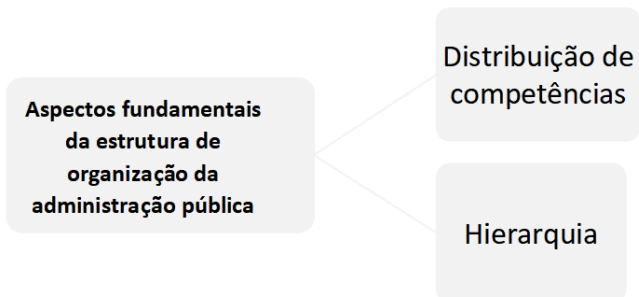 Aspectos fundamentais
da estrutura de
organização da
administração pública
Distribuição de
competências
Hierarquia